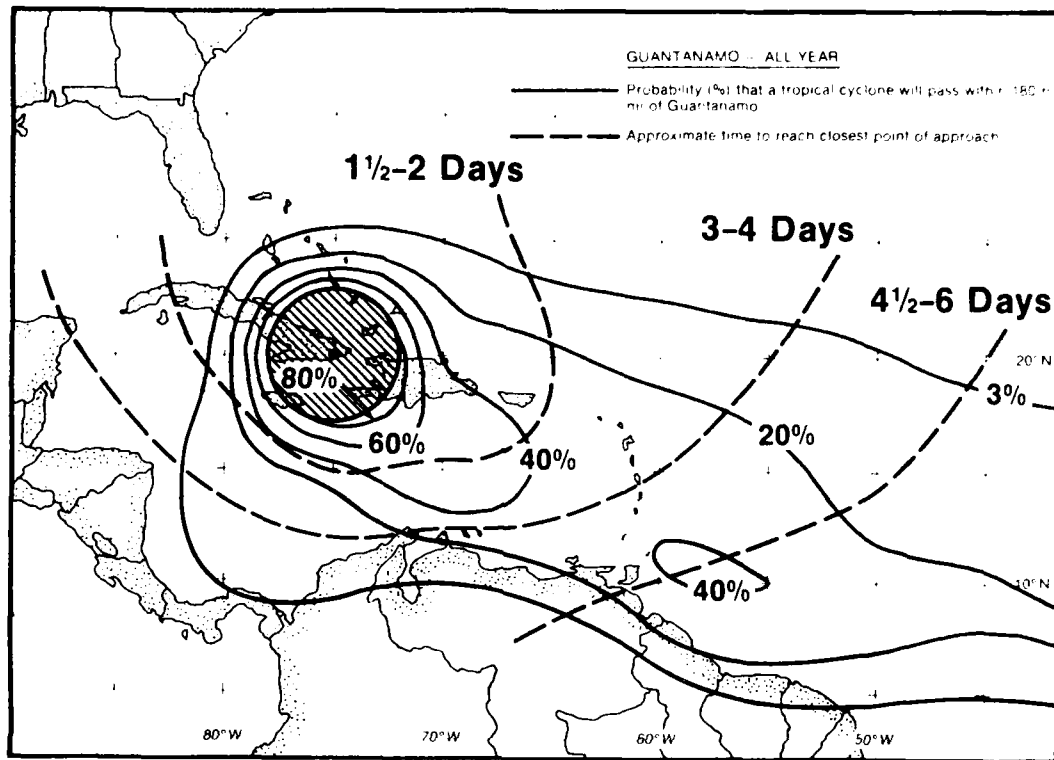 GUANTANAMO - ALL YEAR
Probability (%) that a tropical cyclone will pass within 180
nm of Guantanamo
Approximate time to reach closest point of approach
1½-2 Days
3-4 Days
4½-6 Days
20° N
3%
80%
60%
40%
20%
40%
10° N
80° W
70° W
60° W
50° W